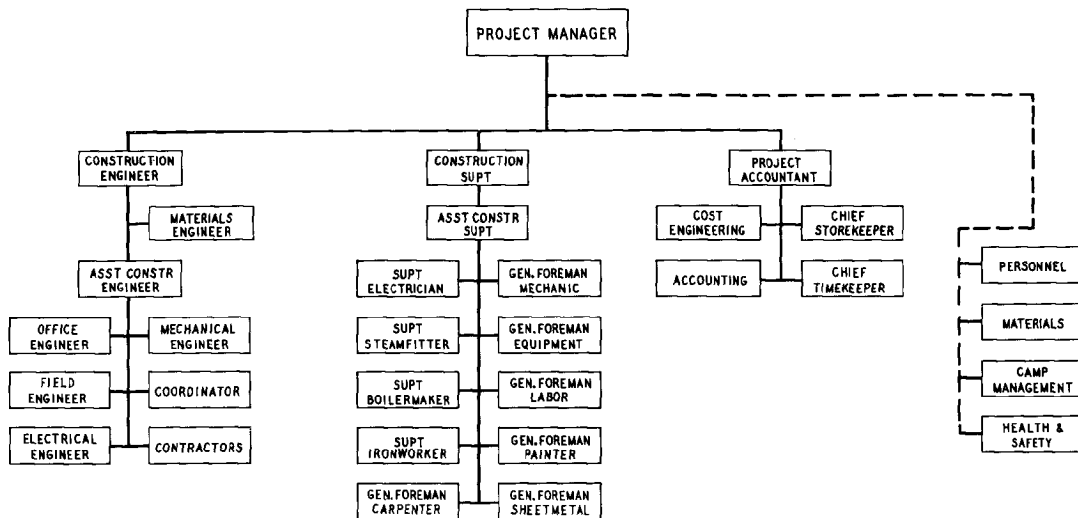 PROJECT MANAGER
CONSTRUCTION
ENGINEER
CONSTRUCTION
SUPT
PROJECT
ACCOUNTANT
MATERIALS
ENGINEER
ASST CONSTR
SUPT
COST
ENGINEERING
CHIEF
STOREKEEPER
ASST CONSTR
ENGINEER
SUPT
ELECTRICIAN
GEN. FOREMAN
MECHANIC
ACCOUNTING
CHIEF
TIMEKEEPER
PERSONNEL
OFFICE
ENGINEER
MECHANICAL
ENGINEER
SUPT
STEAMFITTER
GEN. FOREMAN
EQUIPMENT
MATERIALS
FIELD
ENGINEER
COORDINATOR
SUPT
BOILERMAKER
GEN. FOREMAN
LABOR
CAMP
MANAGEMENT
ELECTRICAL
ENGINEER
CONTRACTORS
SUPT
IRONWORKER
GEN. FOREMAN
PAINTER
HEALTH &
SAFETY
GEN. FOREMAN
CARPENTER
GEN. FOREMAN
SHEETMETAL